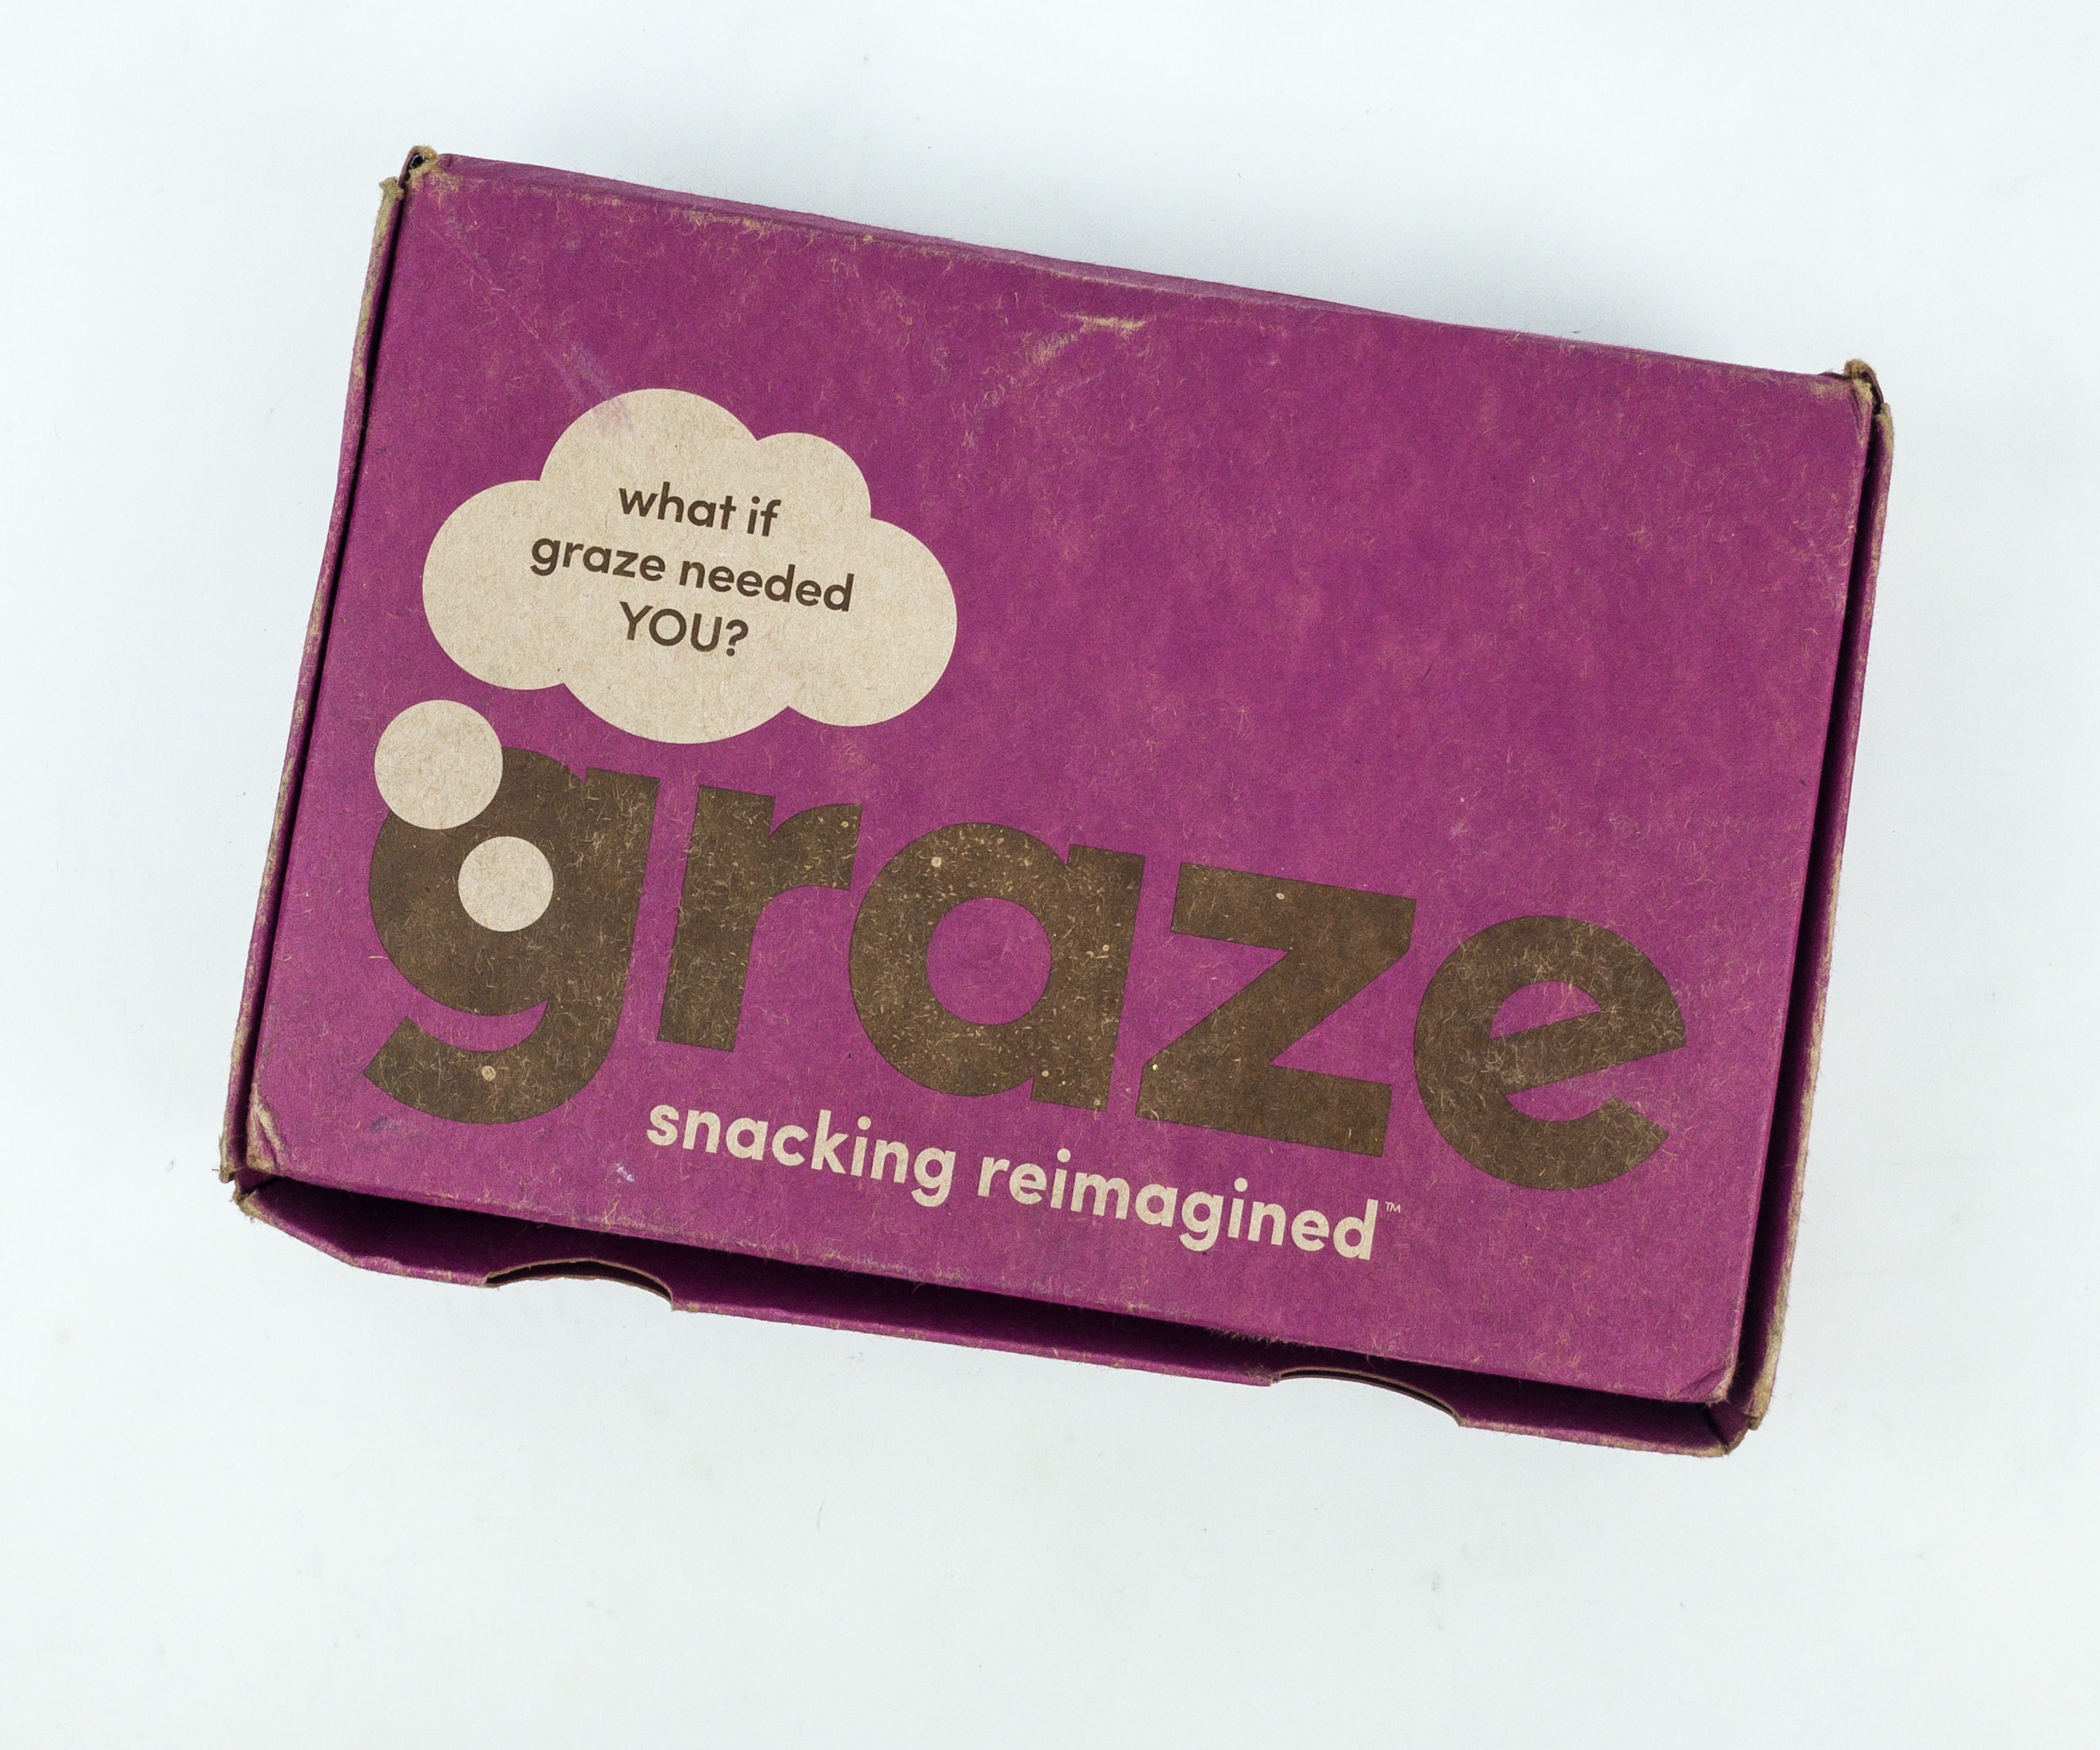 what if
graze needed
YOU?
graze
snacking reimagined™